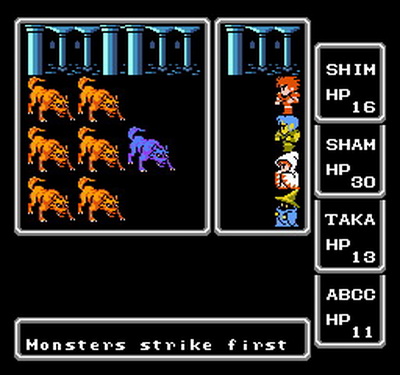 SHIM
HP
16
SHAM
HP
30
TAKA
HP
13
ABCC
HP
11
Monsters strike first